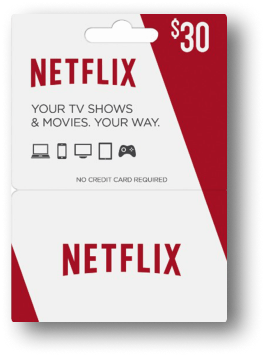 $30
NETFLIX
YOUR TV SHOWS
& MOVIES. YOUR WAY.
NO CREDIT CARD REQUIRED
NETFLIX